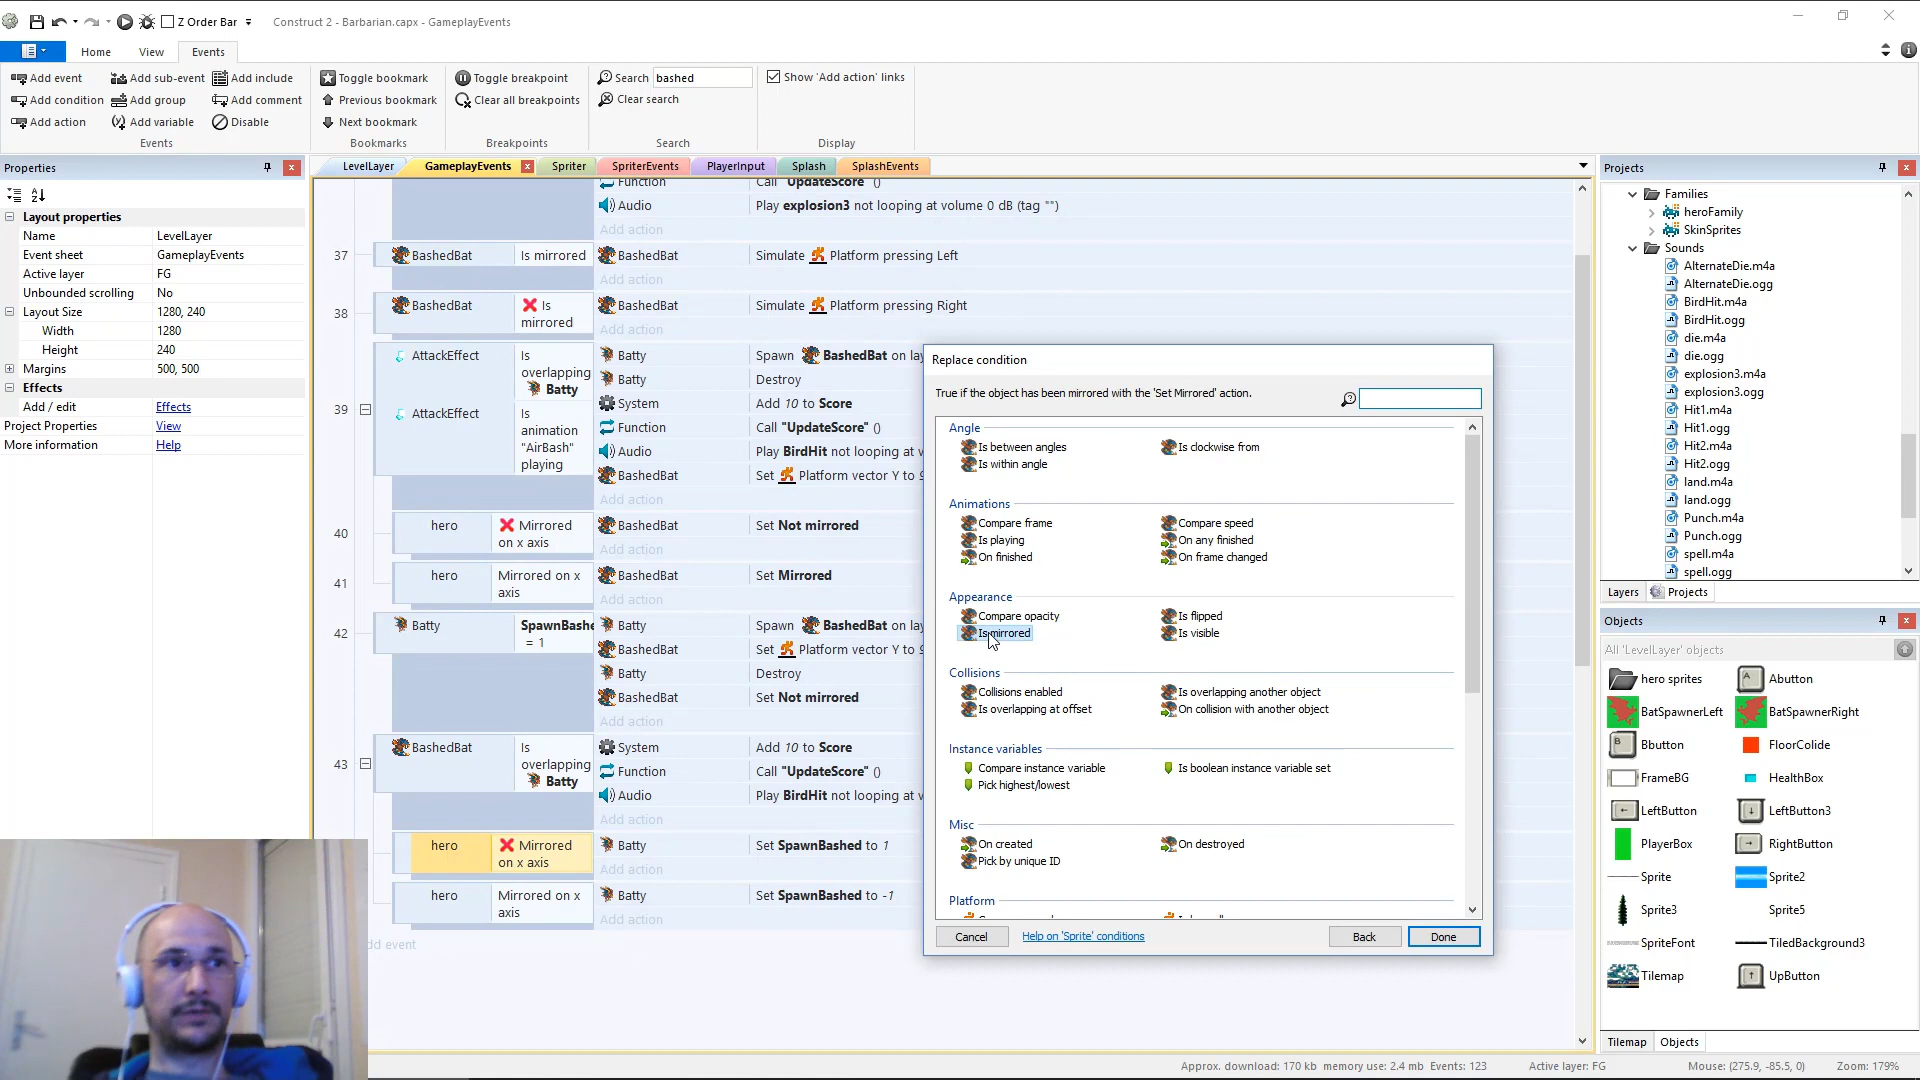 Z Order Bar
Construct 2 - Barbarian.capx - GameplayEvents
Home View Events
Add event Add sub-event Add include
Add condition Add group Add comment
Add action Add variable Disable
Events
Toggle bookmark
Previous bookmark
Next bookmark
Bookmarks
Toggle breakpoint
Clear all breakpoints
Breakpoints
Search bashed
Clear search
Search
Show 'Add action' links
Display
Properties
Layout properties
Name LevelLayer
Event sheet GameplayEvents
Active layer FG
Unbounded scrolling No
Layout Size 1280, 240
Width 1280
Height 240
Margins 500, 500
Effects
Add / edit Effects
Project Properties View
More information Help
LevelLayer GameplayEvents Spriter SpriterEvents PlayerInput Splash SplashEvents
Function Call "UpdateScore" ()
Audio Play explosion3 not looping at volume 0 dB (tag "")
Add action
37 BashedBat Is mirrored BashedBat Simulate Platform pressing Left
Add action
38 BashedBat Is mirrored BashedBat Simulate Platform pressing Right
Add action
39 AttackEffect Is overlapping Batty
AttackEffect Is animation "AirBash" playing
Batty Spawn BashedBat on lay
Batty Destroy
System Add 10 to Score
Function Call "UpdateScore" ()
Audio Play BirdHit not looping at v
BashedBat Set Platform vector Y to
Add action
40 hero Mirrored on x axis BashedBat Set Not mirrored
Add action
41 hero Mirrored on x axis BashedBat Set Mirrored
Add action
42 Batty SpawnBashe = 1
Batty Spawn BashedBat on lay
BashedBat Set Platform vector Y to
Batty Destroy
BashedBat Set Not mirrored
Add action
43 BashedBat Is overlapping Batty
System Add 10 to Score
Function Call "UpdateScore" ()
Audio Play BirdHit not looping at v
Add action
hero Mirrored on x axis Batty Set SpawnBashed to 1
Add action
hero Mirrored on x axis Batty Set SpawnBashed to -1
Add action
dd event
Replace condition
True if the object has been mirrored with the 'Set Mirrored' action.
Angle
Is between angles Is clockwise from
Is within angle
Animations
Compare frame Compare speed
Is playing On any finished
On finished On frame changed
Appearance
Compare opacity Is flipped
Is mirrored Is visible
Collisions
Collisions enabled Is overlapping another object
Is overlapping at offset On collision with another object
Instance variables
Compare instance variable Is boolean instance variable set
Pick highest/lowest
Misc
On created On destroyed
Pick by unique ID
Platform
Cancel Help on 'Sprite' conditions Back Done
Projects
Families
heroFamily
SkinSprites
Sounds
AlternateDie.m4a
AlternateDie.ogg
BirdHit.m4a
BirdHit.ogg
die.m4a
die.ogg
explosion3.m4a
explosion3.ogg
Hit1.m4a
Hit1.ogg
Hit2.m4a
Hit2.ogg
land.m4a
land.ogg
Punch.m4a
Punch.ogg
spell.m4a
spell.ogg
Layers Projects
Objects
All 'LevelLayer' objects
hero sprites Abutton
BatSpawnerLeft BatSpawnerRight
Bbutton FloorColide
FrameBG HealthBox
LeftButton LeftButton3
PlayerBox RightButton
Sprite Sprite2
Sprite3 Sprite5
SpriteFont TiledBackground3
Tilemap UpButton
Tilemap Objects
Approx. download: 170 kb memory use: 2.4 mb Events: 123 Active layer: FG Mouse: (275.9, -85.5, 0) Zoom: 179%